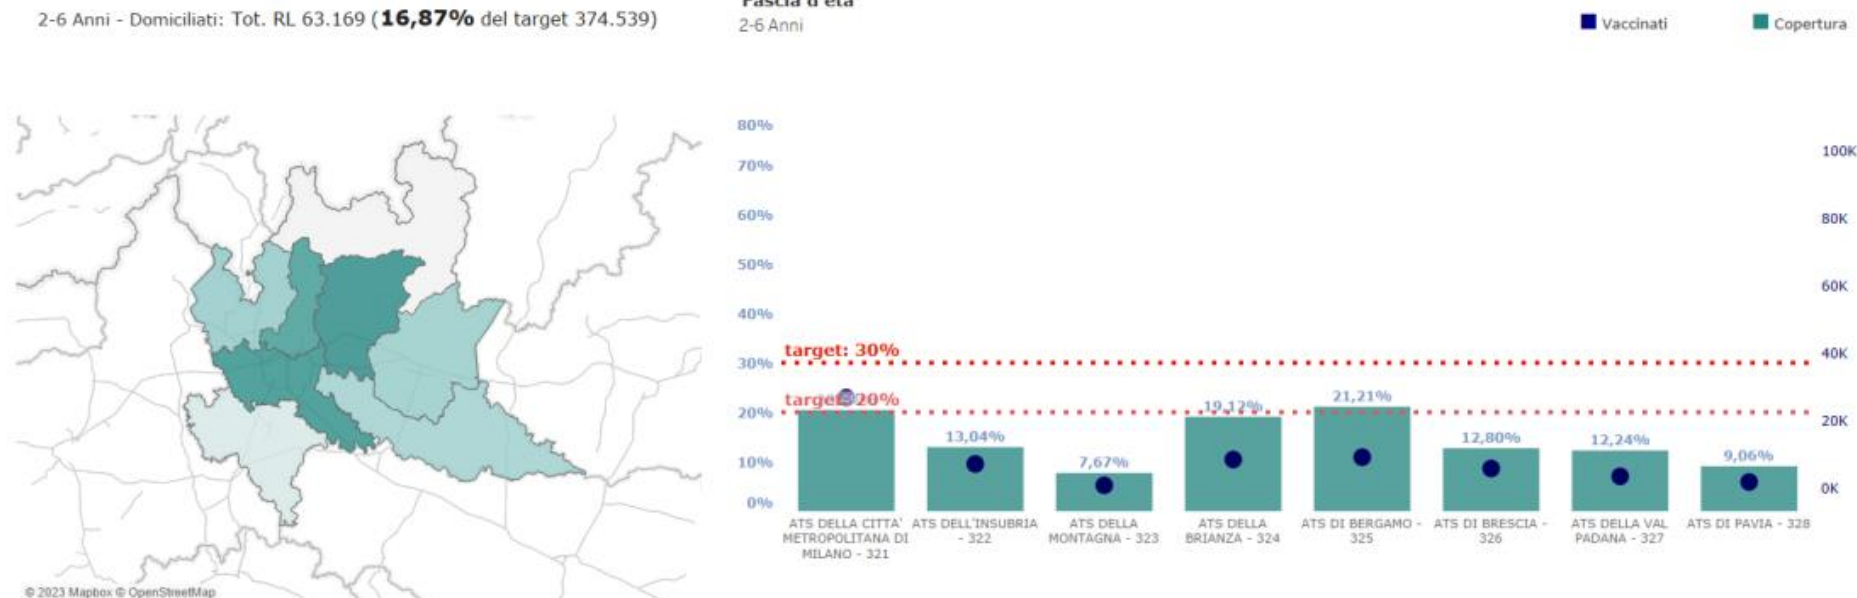 Fascia d'età
2-6 Anni - Domiciliati: Tot. RL 63.169 (16,87% del target 374.539)
2-6 Anni
Vaccinati
Copertura
80%
70%
60%
50%
40%
30%
20%
10%
0%
100K
80K
60K
40K
20K
0K
target: 30%
target: 20%
13,04%
7,67%
19,12%
21,21%
12,80%
12,24%
9,06%
ATS DELLA CITTA'
METROPOLITANA DI
MILANO - 321
ATS DELL'INSUBRIA
- 322
ATS DELLA
MONTAGNA - 323
ATS DELLA
BRIANZA - 324
ATS DI BERGAMO -
325
ATS DI BRESCIA -
326
ATS DELLA VAL
PADANA - 327
ATS DI PAVIA - 328
© 2023 Mapbox © OpenStreetMap